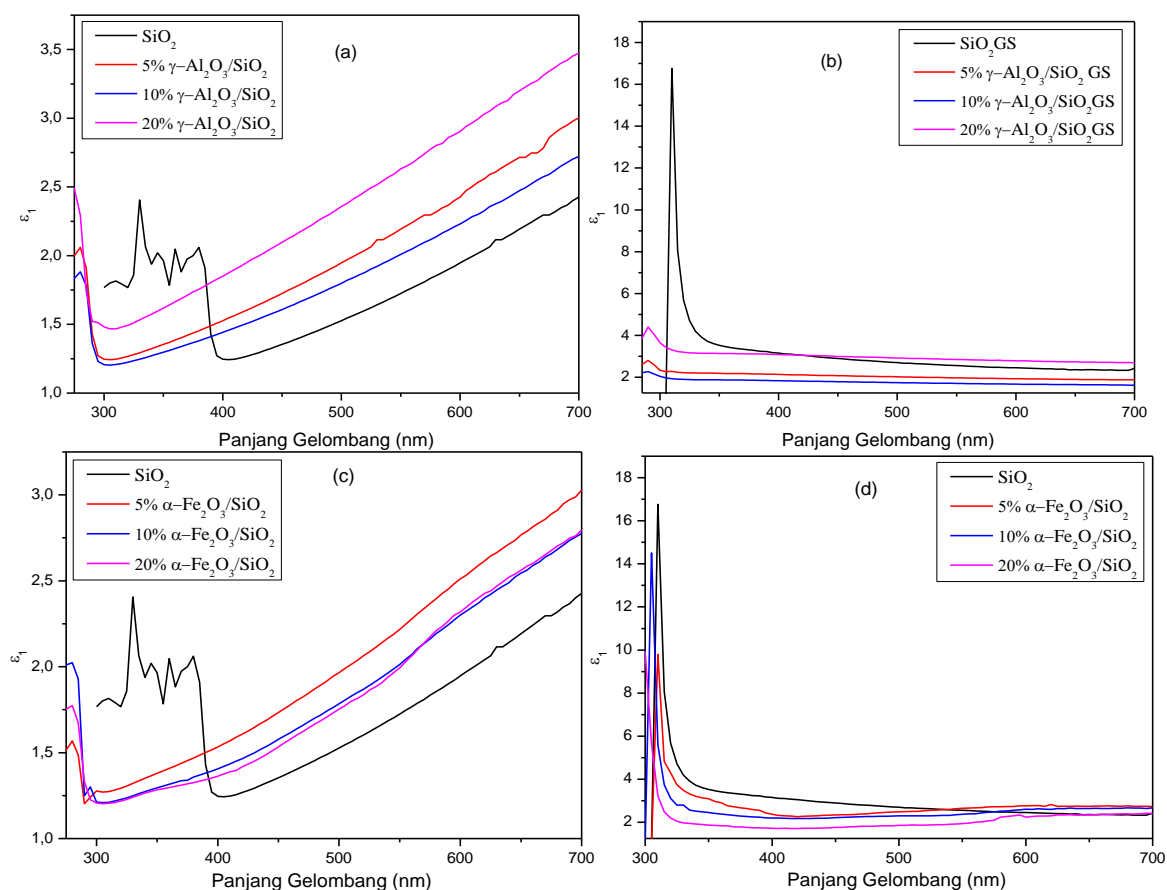 SiO₂
5% γ−Al₂O₃/SiO₂
10% γ−Al₂O₃/SiO₂
20% γ−Al₂O₃/SiO₂
(a)
3,5
3,0
2,5
2,0
1,5
1,0
ε₁
300 400 500 600 700
Panjang Gelombang (nm)
SiO₂GS
5% γ−Al₂O₃/SiO₂ GS
10% γ−Al₂O₃/SiO₂GS
20% γ−Al₂O₃/SiO₂GS
(b)
18
16
14
12
10
8
6
4
2
ε₁
300 400 500 600 700
Panjang Gelombang (nm)
SiO₂
5% α−Fe₂O₃/SiO₂
10% α−Fe₂O₃/SiO₂
20% α−Fe₂O₃/SiO₂
(c)
3,0
2,5
2,0
1,5
1,0
ε₁
300 400 500 600 700
Panjang Gelombang (nm)
SiO₂
5% α−Fe₂O₃/SiO₂
10% α−Fe₂O₃/SiO₂
20% α−Fe₂O₃/SiO₂
(d)
18
16
14
12
10
8
6
4
2
ε₁
300 400 500 600 700
Panjang Gelombang (nm)